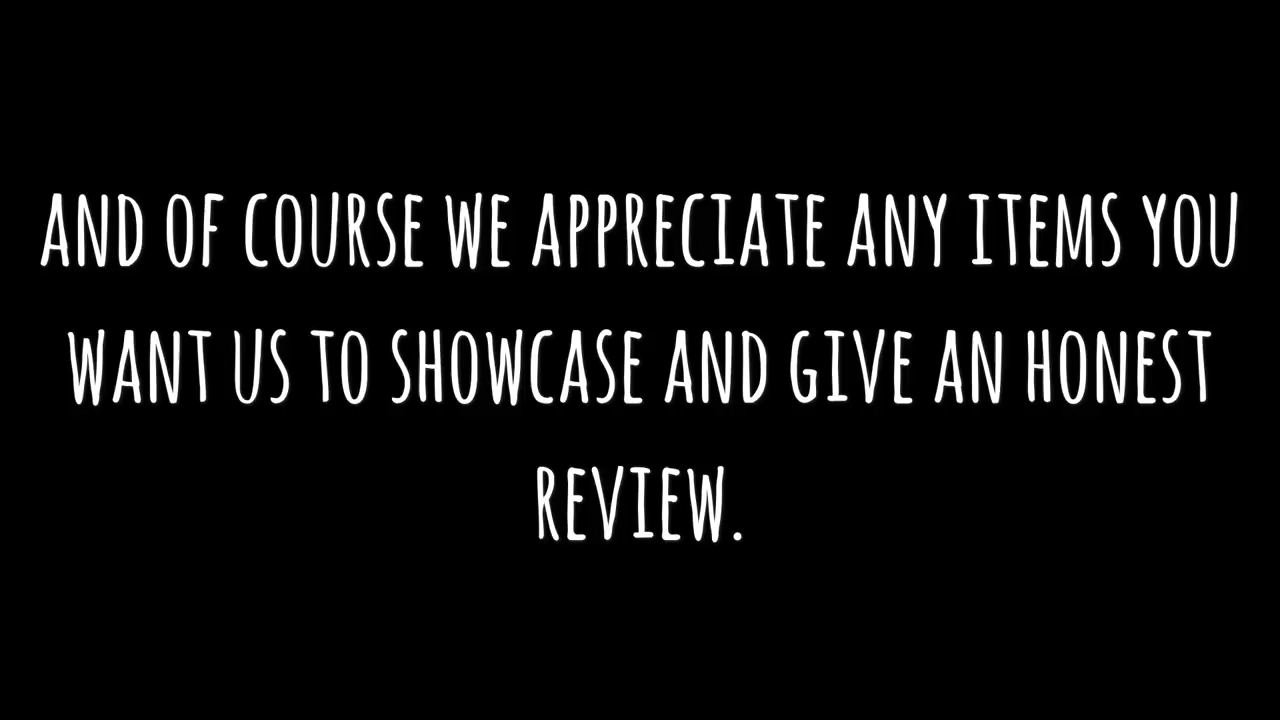 AND OF COURSE WE APPRECIATE ANY ITEMS YOU
WANT US TO SHOWCASE AND GIVE AN HONEST
REVIEW.